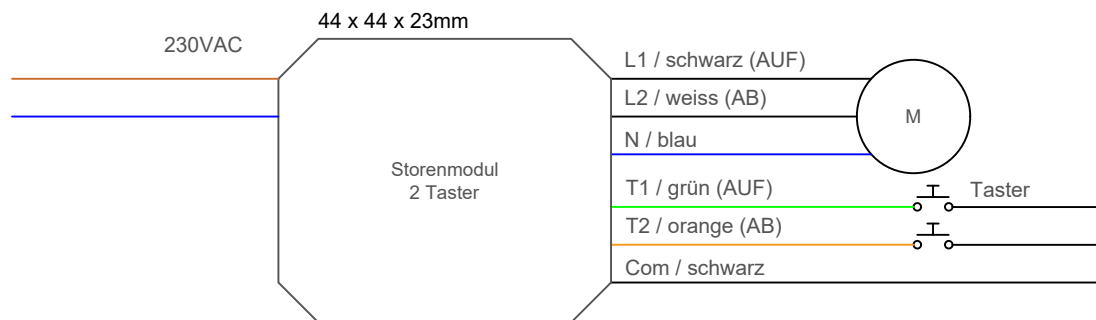 44 x 44 x 23mm
230VAC
L1 / schwarz (AUF)
L2 / weiss (AB)
M
N / blau
Storenmodul
2 Taster
T1 / grün (AUF)
Taster
T2 / orange (AB)
Com / schwarz